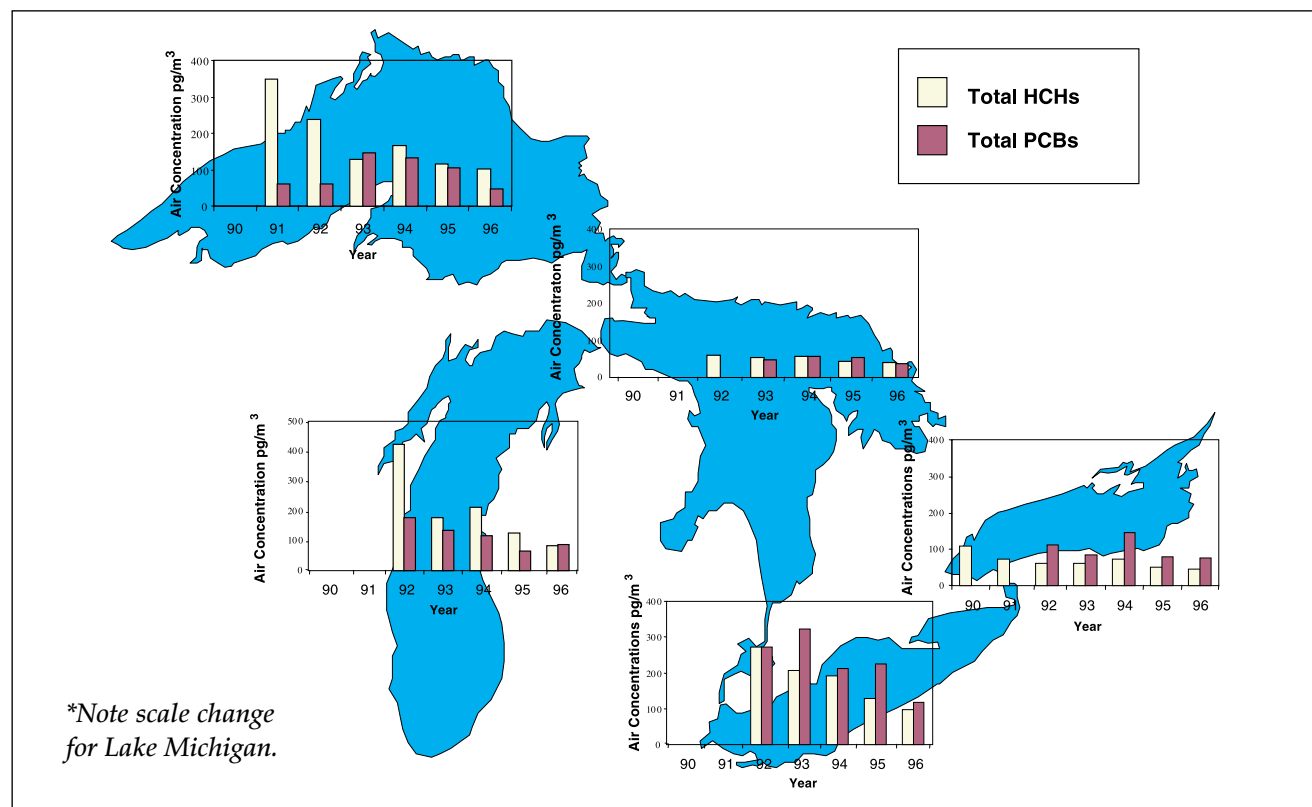 Total HCHs
Total PCBs
Air Concentration pg/m³
400
300
200
100
0
90 91 92 93 94 95 96
Year
Air Concentraton pg/m³
400
300
200
100
0
90 91 92 93 94 95 96
Year
Air Concentration pg/m³
500
400
300
200
100
0
90 91 92 93 94 95 96
Year
Air Concentrations pg/m³
400
300
200
100
0
90 91 92 93 94 95 96
Year
Air Concentrations pg/m³
400
300
200
100
0
90 91 92 93 94 95 96
Year
*Note scale change
for Lake Michigan.